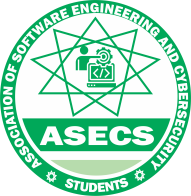 ASSOCIATION OF SOFTWARE ENGINEERING AND CYBERSECURITY
</>
ASECS
STUDENTS